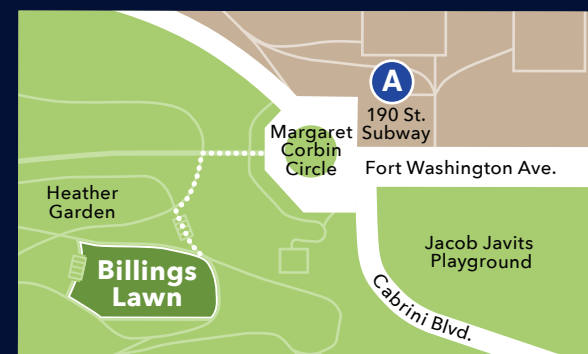 A
190 St.
Subway
Margaret
Corbin
Circle
Fort Washington Ave.
Heather
Garden
Jacob Javits
Playground
Billings
Lawn
Cabrini Blvd.